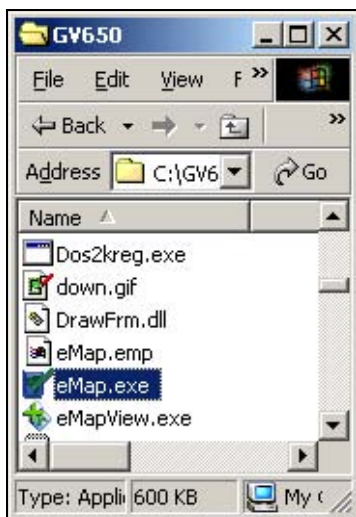 GV650
File Edit View F »
Back »
Address C:\GV6 Go
Name
Dos2kreg.exe
down.gif
DrawFrm.dll
eMap.emp
eMap.exe
eMapView.exe
Type: Appli 600 KB My (